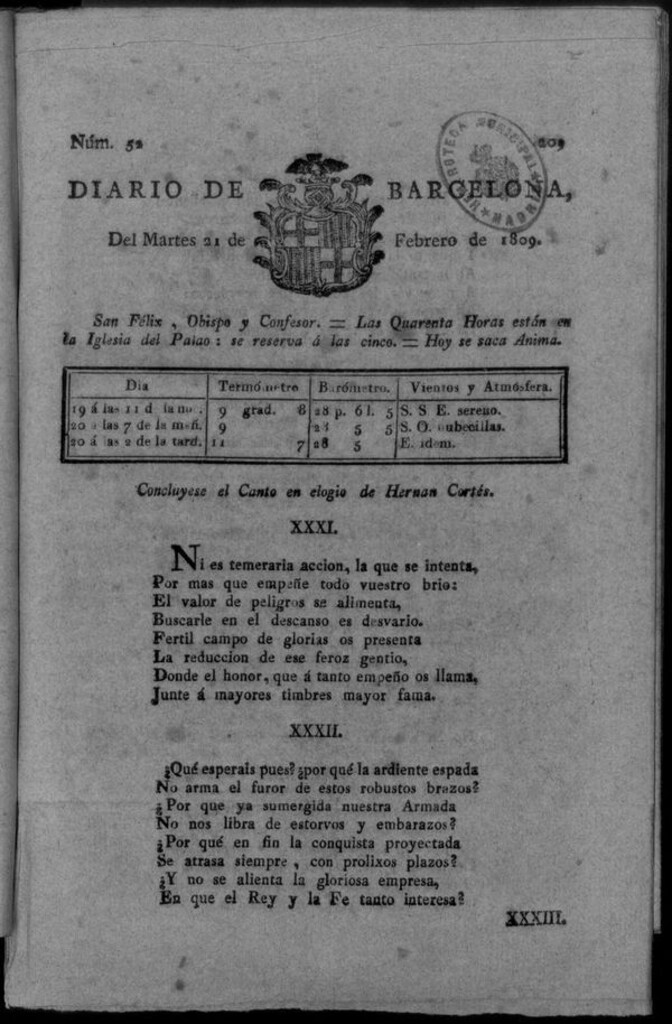 Núm. 52
209
DIARIO DE BARCELONA,
Del Martes 21 de Febrero de 1809.
San Félix , Obispo y Confesor. = Las Quarenta Horas están en
la Iglesia del Palao : se reserva á las cinco. = Hoy se saca Anima.
Dia Termómetro Barómetro. Vientos y Atmósfera.
19 á las 11 d la no . 9 grad. 8 28 p. 6 l. 5 S. S E. sereno.
20 á las 7 de la mañ. 9 28 5 5 S. O. nubecillas.
20 á las 2 de la tard. 11 7 28 5 E. idem.
Concluyese el Canto en elogio de Hernan Cortés.
XXXI.
Ni es temeraria accion, la que se intenta,
Por mas que empeñe todo vuestro brio:
El valor de peligros se alimenta,
Buscarle en el descanso es desvario.
Fertil campo de glorias os presenta
La reduccion de ese feroz gentio,
Donde el honor, que á tanto empeño os llama,
Junte á mayores timbres mayor fama.
XXXII.
¿Qué esperais pues? ¿por qué la ardiente espada
No arma el furor de estos robustos brazos?
¿Por que ya sumergida nuestra Armada
No nos libra de estorvos y embarazos?
¿Por qué en fin la conquista proyectada
Se atrasa siempre , con prolixos plazos?
¿Y no se alienta la gloriosa empresa,
En que el Rey y la Fe tanto interesa?
XXXIII.
HEMEROTECA MUNICIPAL
MADRID